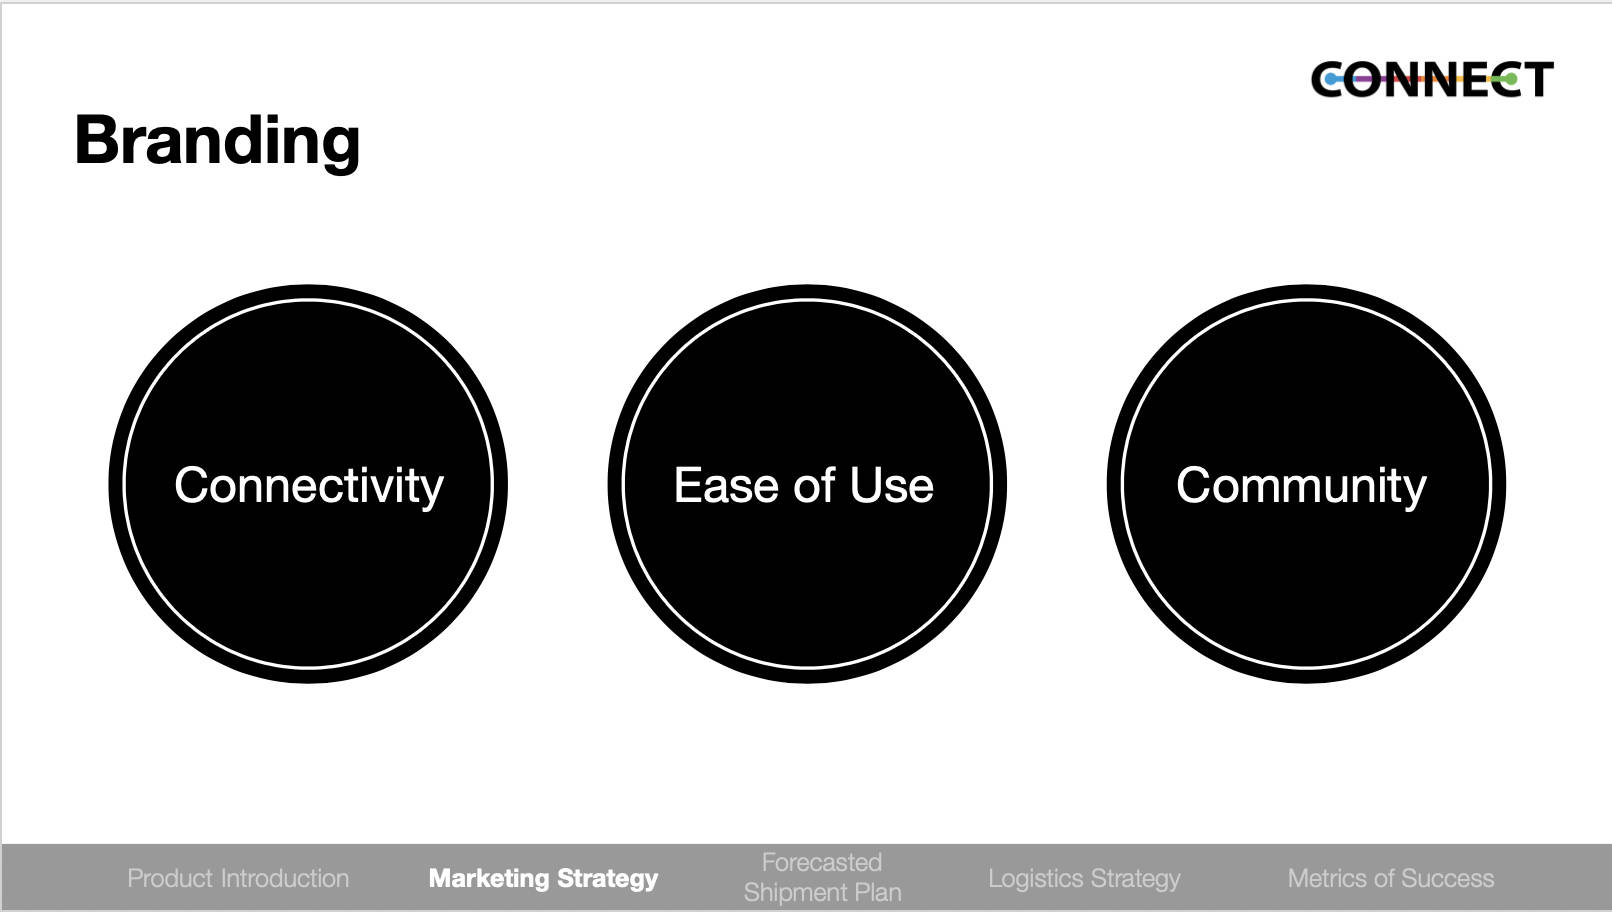 CONNECT
Branding
Connectivity
Ease of Use
Community
Product Introduction
Marketing Strategy
Forecasted
Shipment Plan
Logistics Strategy
Metrics of Success